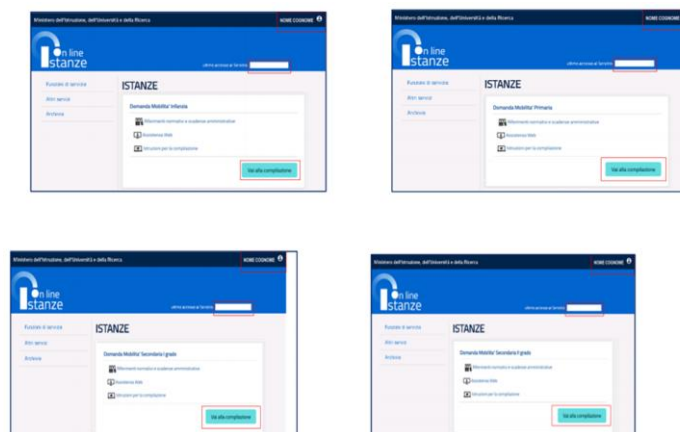 Ministero dell'Istruzione, dell'Università e della Ricerca NOME COGNOME
On line
Istanze
ultimo accesso al Servizio
Funzioni di servizio
Altri servizi
Archivio
ISTANZE
Domanda Mobilita' Infanzia
Riferimenti normativi e scadenze amministrative
Assistenza Web
Istruzioni per la compilazione
Vai alla compilazione
Ministero dell'Istruzione, dell'Università e della Ricerca NOME COGNOME
On line
Istanze
ultimo accesso al Servizio
Funzioni di servizio
Altri servizi
Archivio
ISTANZE
Domanda Mobilita' Primaria
Riferimenti normativi e scadenze amministrative
Assistenza Web
Istruzioni per la compilazione
Vai alla compilazione
Ministero dell'Istruzione, dell'Università e della Ricerca NOME COGNOME
On line
Istanze
ultimo accesso al Servizio
Funzioni di servizio
Altri servizi
Archivio
ISTANZE
Domanda Mobilita' Secondaria I grado
Riferimenti normativi e scadenze amministrative
Assistenza Web
Istruzioni per la compilazione
Vai alla compilazione
Ministero dell'Istruzione, dell'Università e della Ricerca NOME COGNOME
On line
Istanze
ultimo accesso al Servizio
Funzioni di servizio
Altri servizi
Archivio
ISTANZE
Domanda Mobilita' Secondaria II grado
Riferimenti normativi e scadenze amministrative
Assistenza Web
Istruzioni per la compilazione
Vai alla compilazione